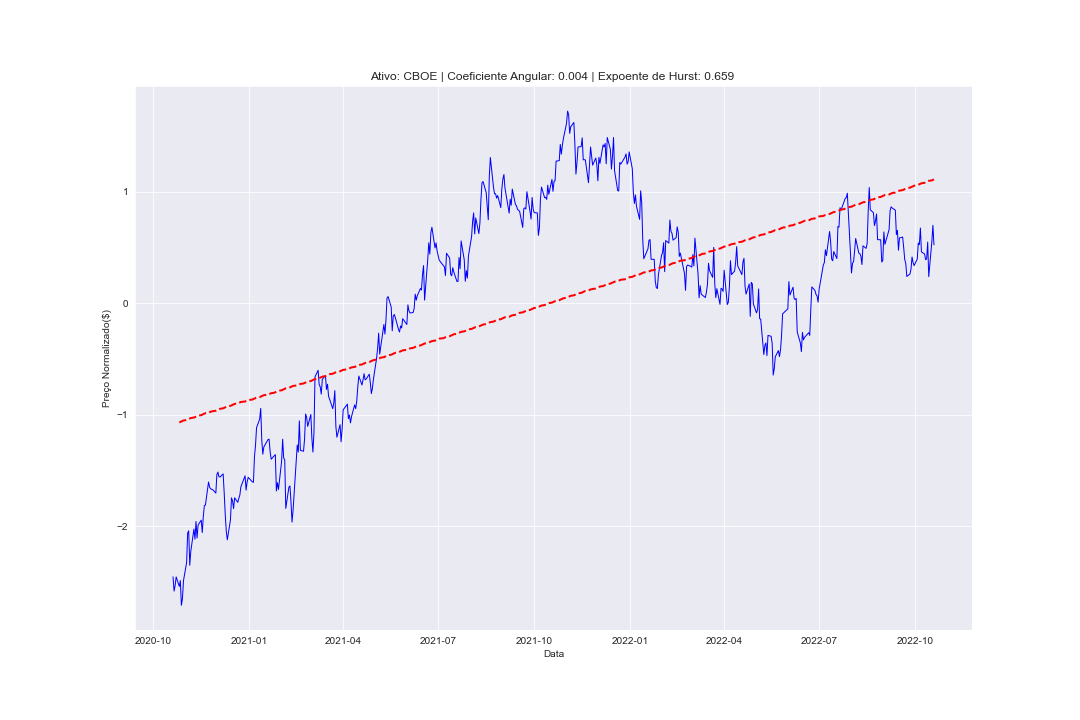 Ativo: CBOE | Coeficiente Angular: 0.004 | Expoente de Hurst: 0.659
Preço Normalizado($)
1
0
−1
−2
2020-10 2021-01 2021-04 2021-07 2021-10 2022-01 2022-04 2022-07 2022-10
Data